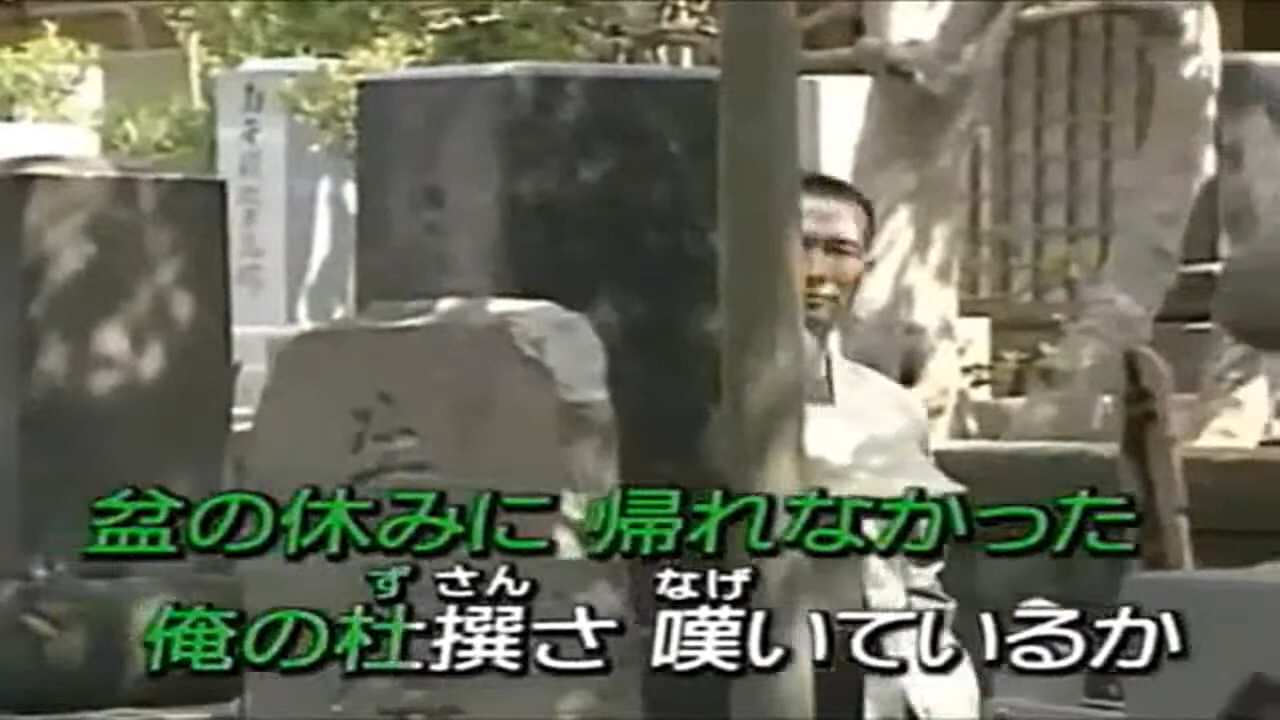 盆の休みに 帰れなかった
ず さん なげ
俺の杜撰さ 嘆いているか